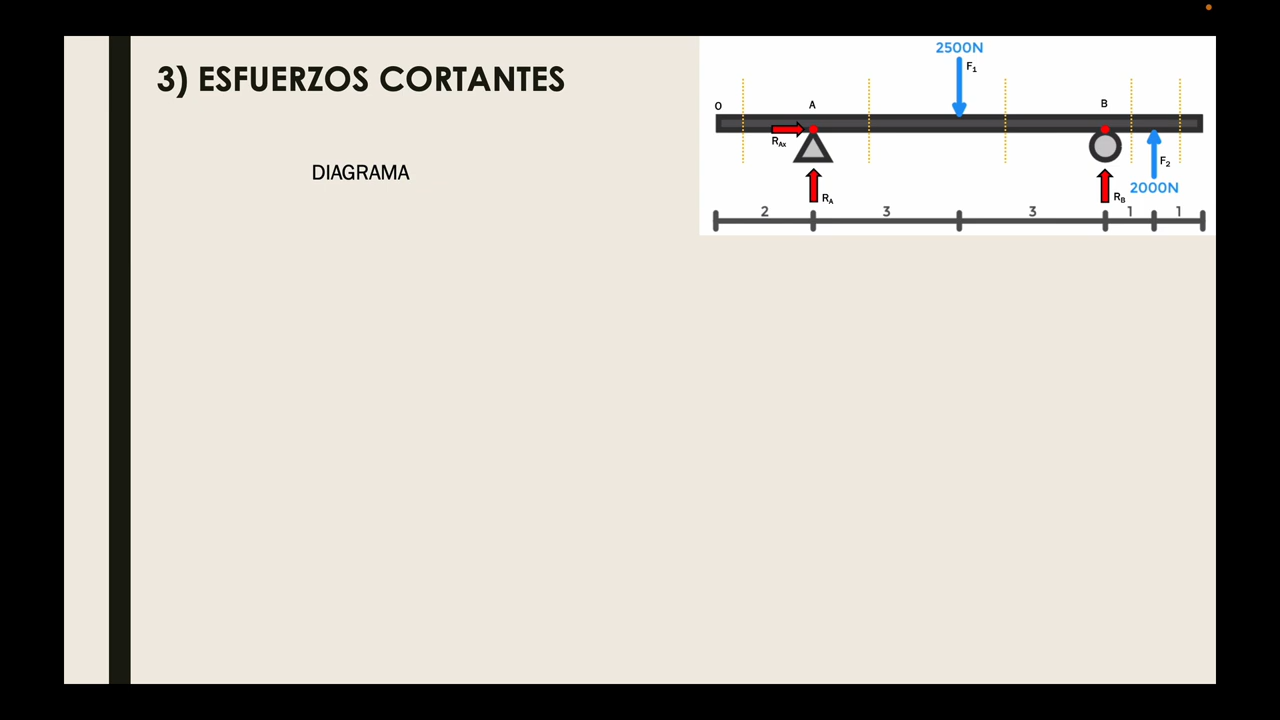 3) ESFUERZOS CORTANTES
DIAGRAMA
2500N
F1
O
A
B
RAx
F2
RA
RB
2000N
2
3
3
1
1